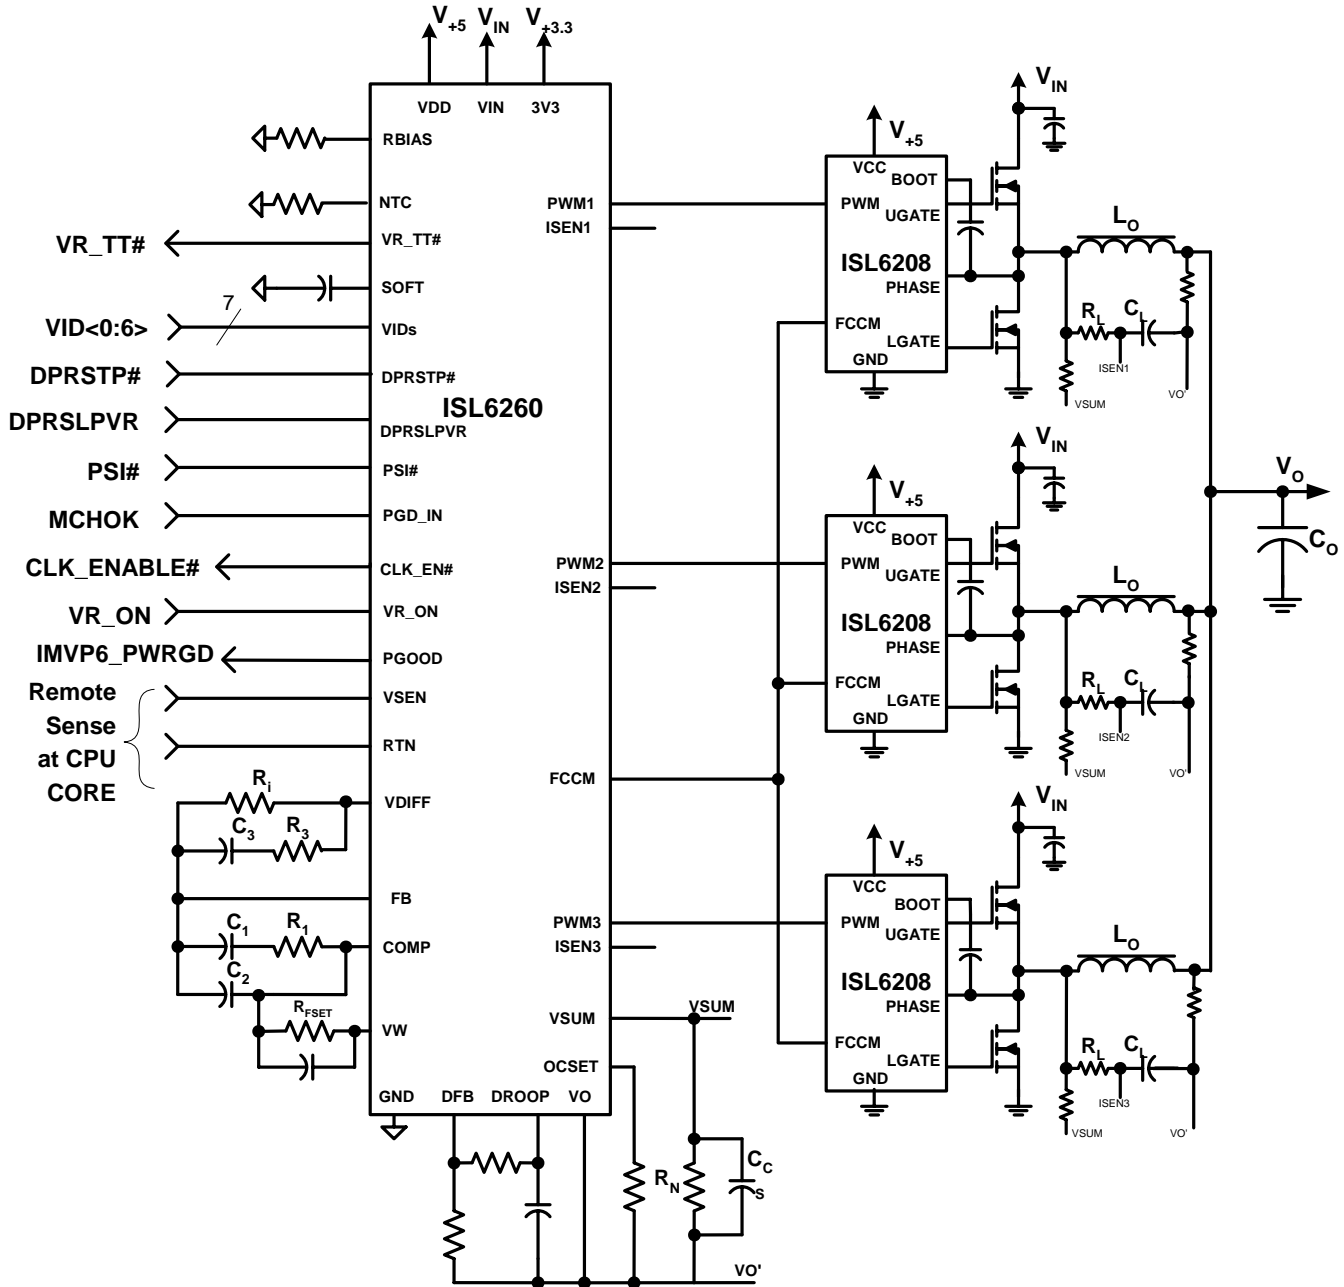 V+5
VIN
V+3.3
VDD
VIN
3V3
RBIAS
NTC
VR_TT#
VR_TT#
SOFT
7
VID<0:6>
VIDs
DPRSTP#
DPRSTP#
ISL6260
DPRSLPVR
DPRSLPVR
PSI#
PSI#
MCHOK
PGD_IN
CLK_ENABLE#
CLK_EN#
VR_ON
VR_ON
IMVP6_PWRGD
PGOOD
Remote
Sense
at CPU
CORE
VSEN
RTN
Ri
VDIFF
C3
R3
FB
C1
R1
COMP
C2
RFSET
VW
GND
DFB
DROOP
VO
PWM1
ISEN1
PWM2
ISEN2
FCCM
PWM3
ISEN3
VSUM
VSUM
OCSET
RN
CC
S
VO'
V+5
VIN
VCC
BOOT
PWM
UGATE
ISL6208
PHASE
FCCM
LGATE
GND
LO
RL
CL
ISEN1
VSUM
VO'
V+5
VIN
VCC
BOOT
PWM
UGATE
ISL6208
PHASE
FCCM
LGATE
GND
LO
RL
CL
ISEN2
VSUM
VO'
VO
CO
V+5
VIN
VCC
BOOT
PWM
UGATE
ISL6208
PHASE
FCCM
LGATE
GND
LO
RL
CL
ISEN3
VSUM
VO'